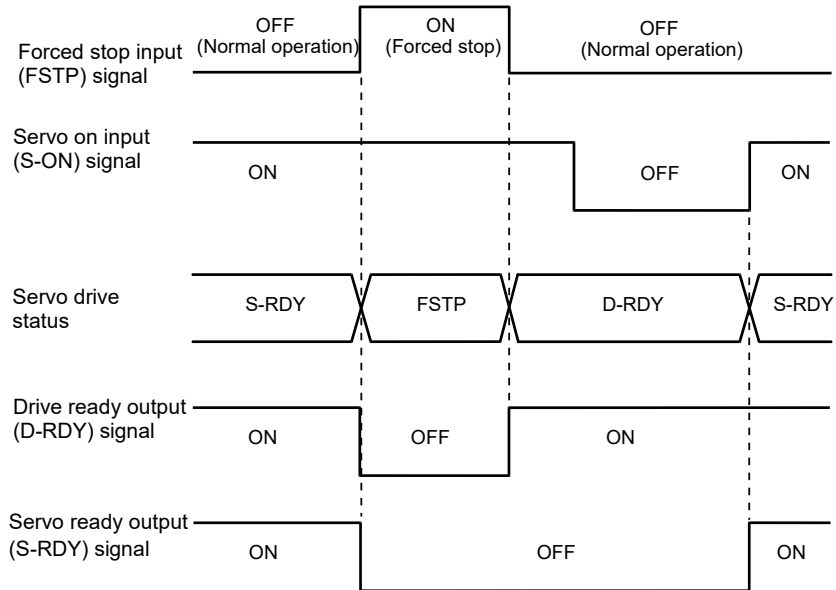 OFF
(Normal operation)
ON
(Forced stop)
OFF
(Normal operation)
Forced stop input
(FSTP) signal
Servo on input
(S-ON) signal
ON
OFF
ON
Servo drive
status
S-RDY
FSTP
D-RDY
S-RDY
Drive ready output
(D-RDY) signal
ON
OFF
ON
Servo ready output
(S-RDY) signal
ON
OFF
ON